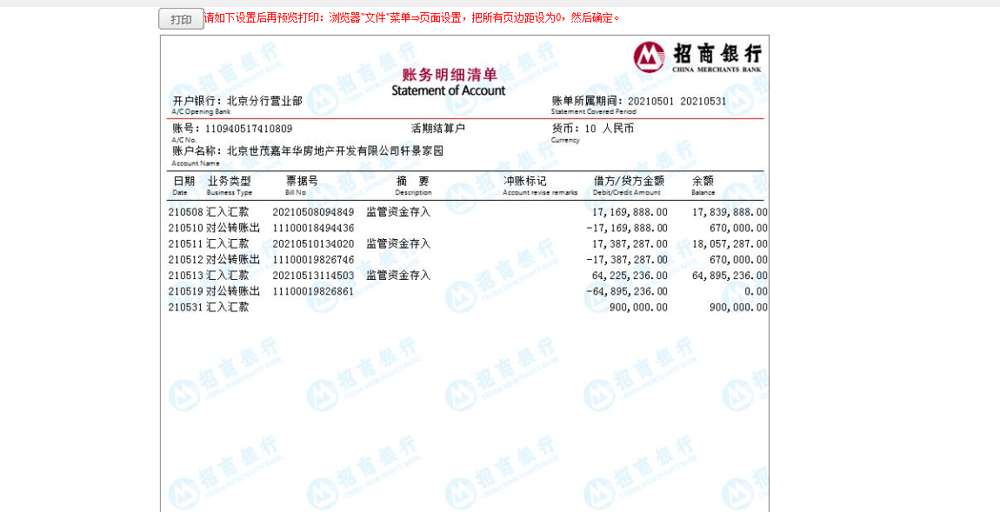 打印 请如下设置后再预览打印：浏览器"文件"菜单⇒页面设置，把所有页边距设为0，然后确定。
招商银行
CHINA MERCHANTS BANK
账务明细清单
Statement of Account
开户银行：北京分行营业部 账单所属期间：20210501 20210531
A/C Opening Bank Statement Covered Period
账号：110940517410809 活期结算户 货币：10 人民币
A/C No. Currency
账户名称：北京世茂嘉年华房地产开发有限公司轩景家园
Account Name
日期 业务类型 票据号 摘 要 冲账标记 借方/贷方金额 余额
Date Business Type Bill No Description Account revise remarks Debit/Credit Amount Balance
210508 汇入汇款 20210508094849 监管资金存入 17,169,888.00 17,839,888.00
210510 对公转账出 11100018494436 -17,169,888.00 670,000.00
210511 汇入汇款 20210510134020 监管资金存入 17,387,287.00 18,057,287.00
210512 对公转账出 11100019826746 -17,387,287.00 670,000.00
210513 汇入汇款 20210513114503 监管资金存入 64,225,236.00 64,895,236.00
210519 对公转账出 11100019826861 -64,895,236.00 0.00
210531 汇入汇款 900,000.00 900,000.00